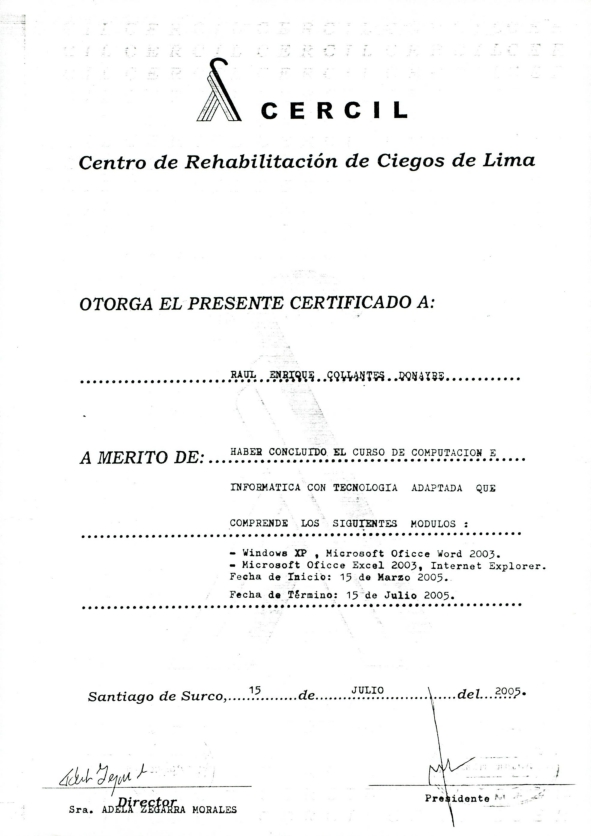 CERCIL
Centro de Rehabilitación de Ciegos de Lima
OTORGA EL PRESENTE CERTIFICADO A:
RAUL ENRIQUE COLLANTES DONAYRE
A MERITO DE: HABER CONCLUIDO EL CURSO DE COMPUTACION E
INFORMATICA CON TECNOLOGIA ADAPTADA QUE
COMPRENDE LOS SIGUIENTES MODULOS :
- Windows XP , Microsoft Oficce Word 2003.
- Microsoft Oficce Excel 2003, Internet Explorer.
Fecha de Inicio: 15 de Marzo 2005.
Fecha de Término: 15 de Julio 2005.
Santiago de Surco,....15........de........JULIO............del...2005.
Director
Sra. ADELA ZEGARRA MORALES
Presidente